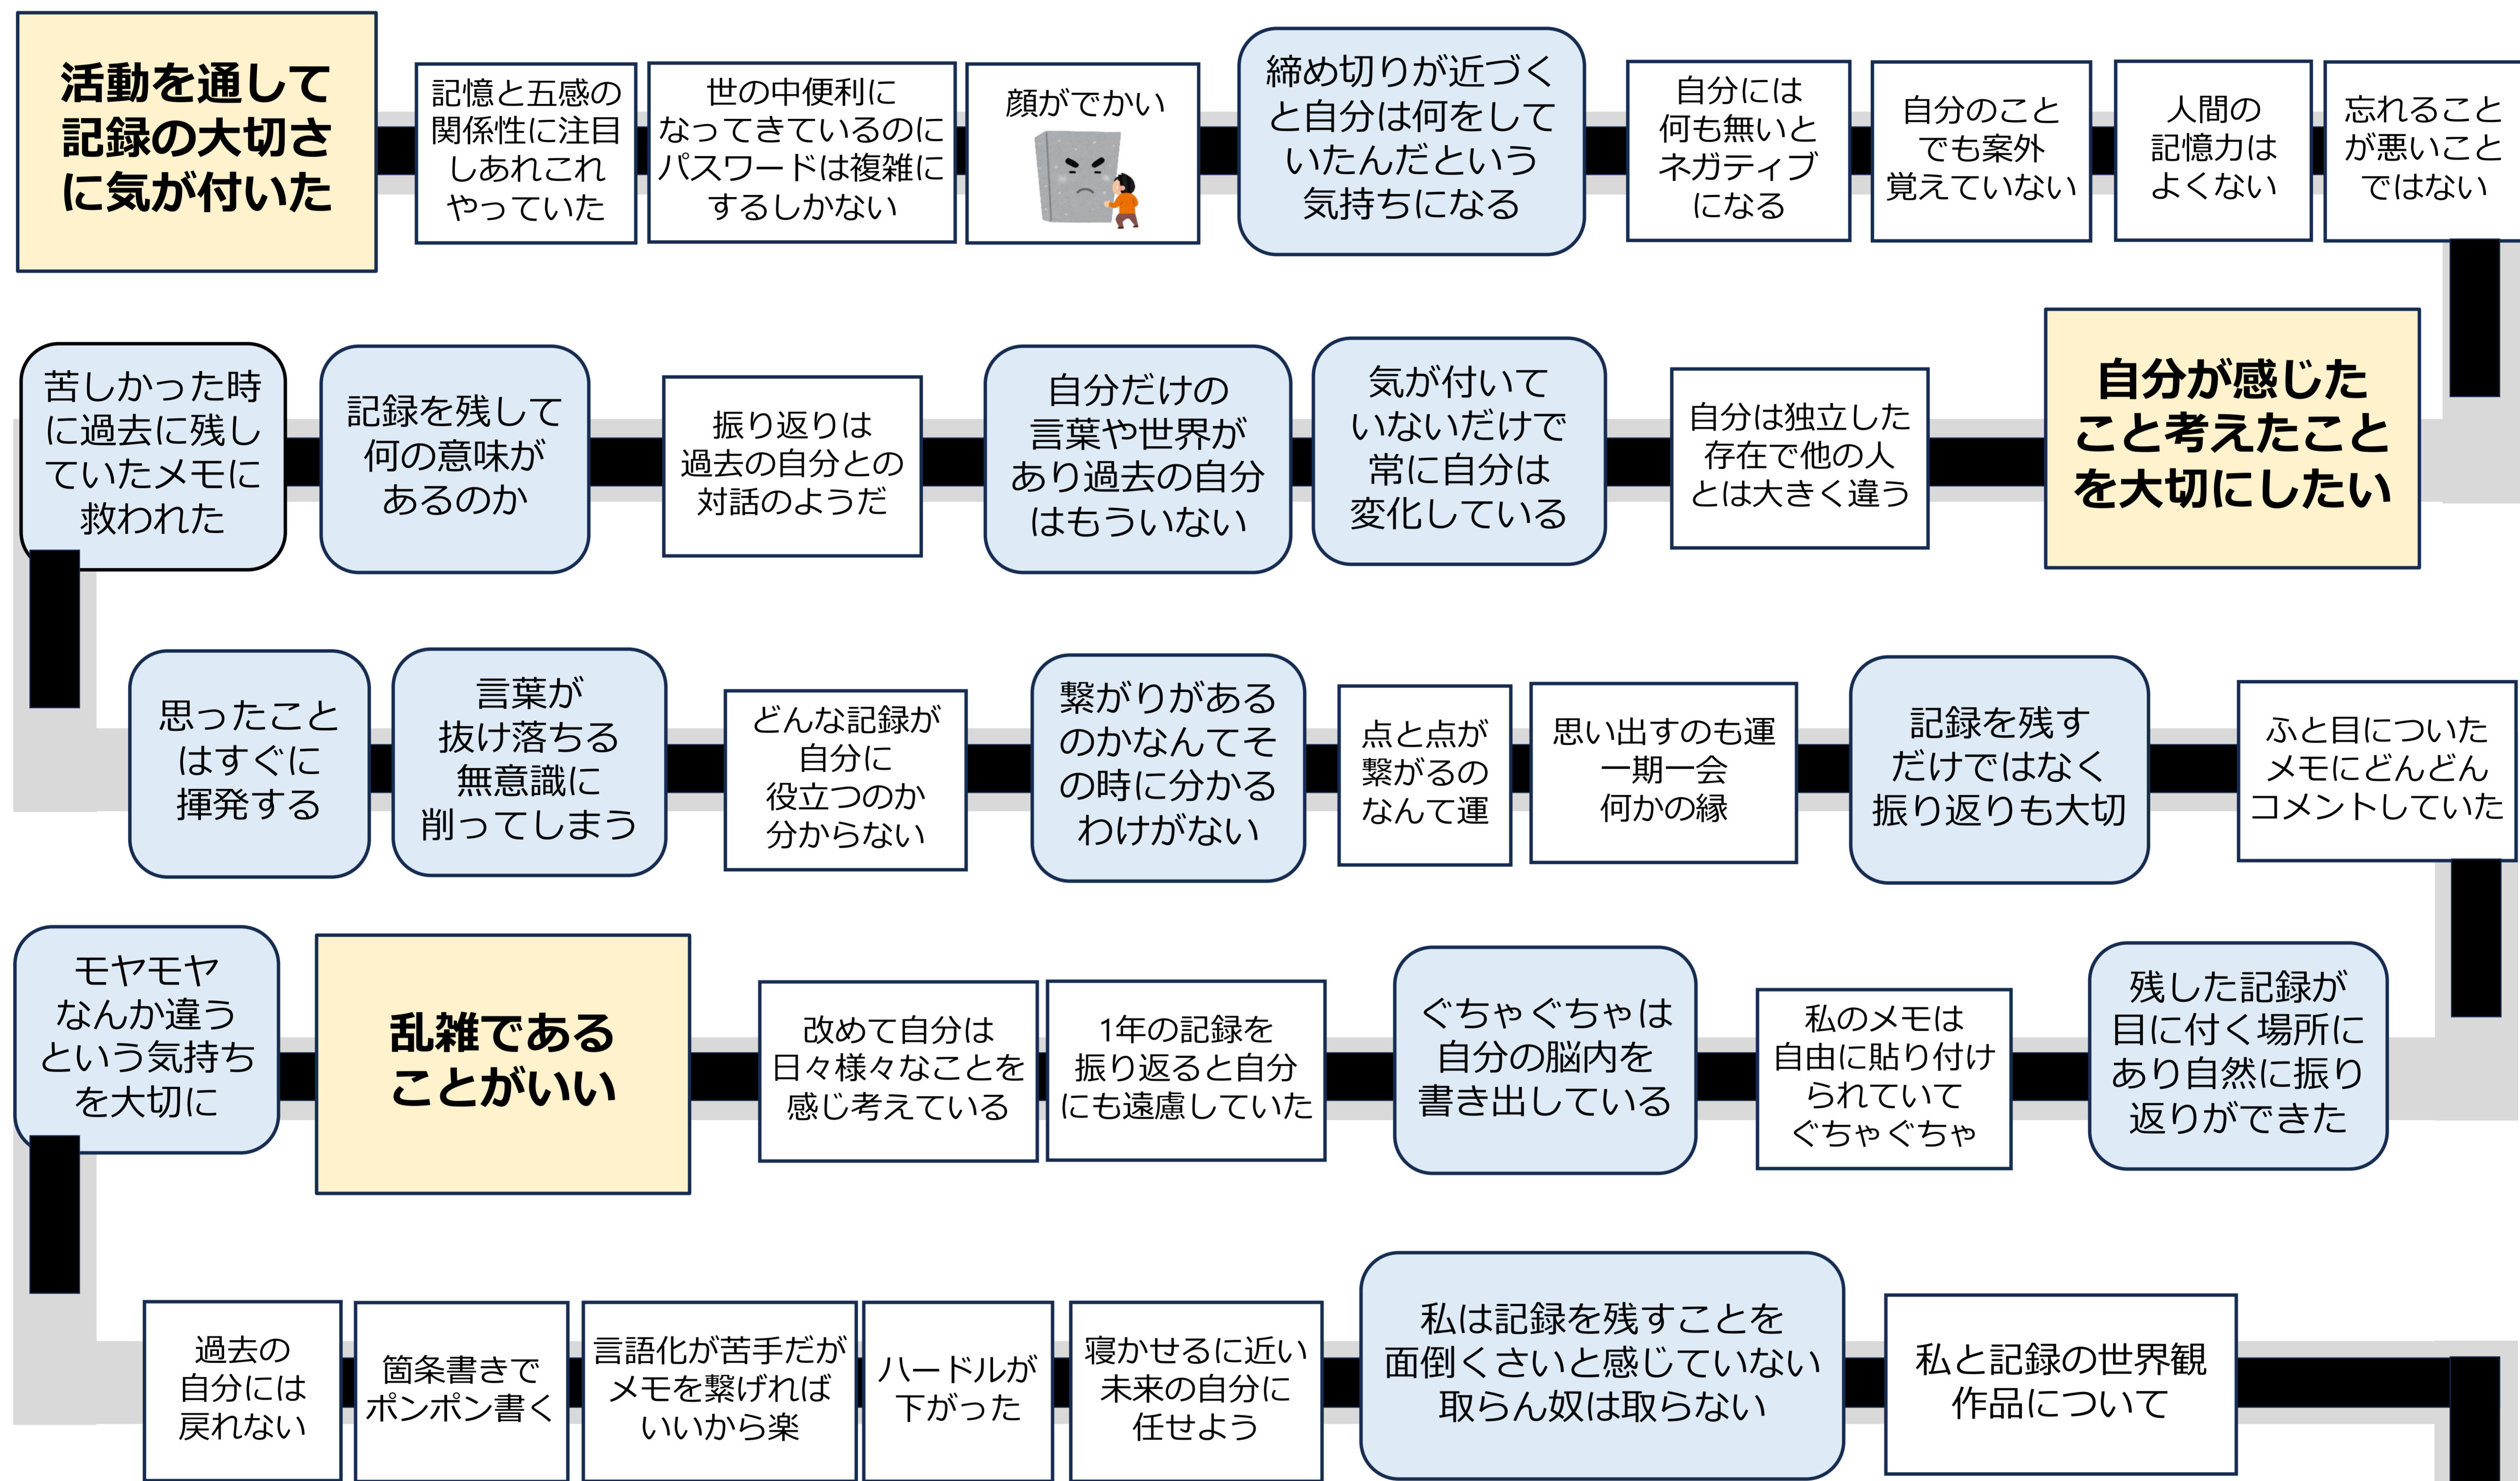 活動を通して
記録の大切さ
に気が付いた
記憶と五感の
関係性に注目
しあれこれ
やっていた
世の中便利に
なってきているのに
パスワードは複雑に
するしかない
顔がでかい
締め切りが近づく
と自分は何をして
いたんだという
気持ちになる
自分には
何も無いと
ネガティブ
になる
自分のこと
でも案外
覚えていない
人間の
記憶力は
よくない
忘れること
が悪いこと
ではない
自分が感じた
こと考えたこと
を大切にしたい
自分は独立した
存在で他の人
とは大きく違う
気が付いて
いないだけで
常に自分は
変化している
自分だけの
言葉や世界が
あり過去の自分
はもういない
振り返りは
過去の自分との
対話のようだ
記録を残して
何の意味が
あるのか
苦しかった時
に過去に残し
ていたメモに
救われた
思ったこと
はすぐに
揮発する
言葉が
抜け落ちる
無意識に
削ってしまう
どんな記録が
自分に
役立つのか
分からない
繋がりがある
のかなんてそ
の時に分かる
わけがない
点と点が
繋がるの
なんて運
思い出すのも運
一期一会
何かの縁
記録を残す
だけではなく
振り返りも大切
ふと目についた
メモにどんどん
コメントしていた
残した記録が
目に付く場所に
あり自然に振り
返りができた
私のメモは
自由に貼り付け
られていて
ぐちゃぐちゃ
ぐちゃぐちゃは
自分の脳内を
書き出している
1年の記録を
振り返ると自分
にも遠慮していた
改めて自分は
日々様々なことを
感じ考えている
乱雑である
ことがいい
モヤモヤ
なんか違う
という気持ち
を大切に
過去の
自分には
戻れない
箇条書きで
ポンポン書く
言語化が苦手だが
メモを繋げれば
いいから楽
ハードルが
下がった
寝かせるに近い
未来の自分に
任せよう
私は記録を残すことを
面倒くさいと感じていない
取らん奴は取らない
私と記録の世界観
作品について